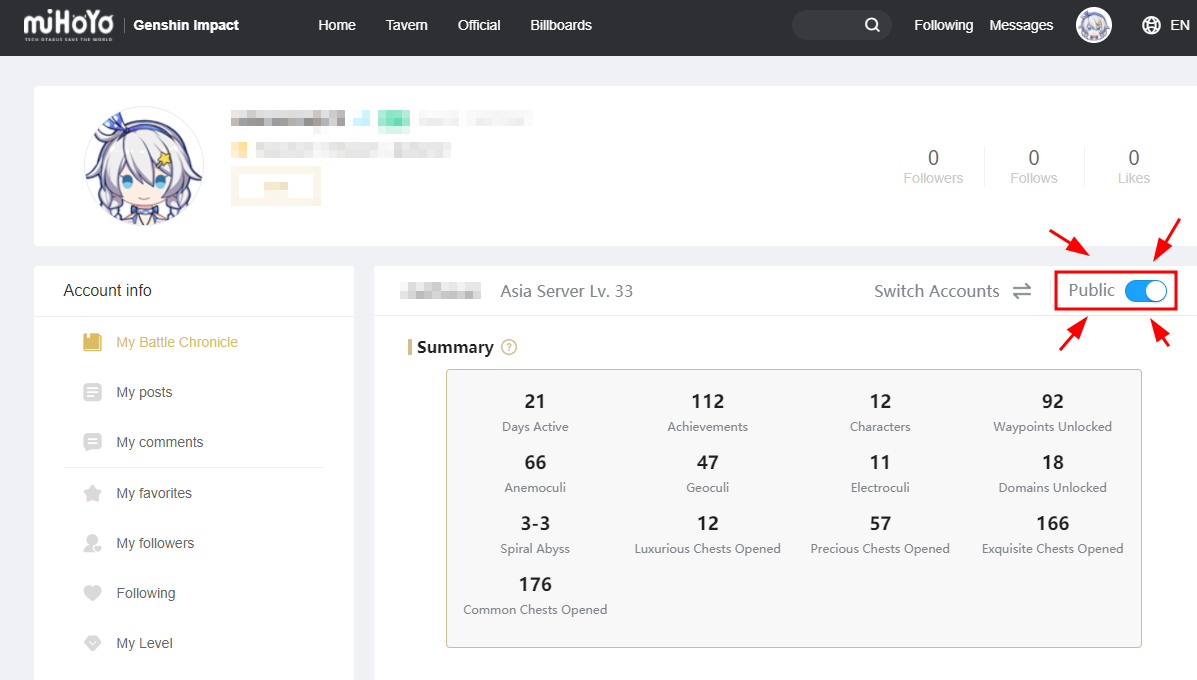 miHoYo Genshin Impact Home Tavern Official Billboards Following Messages EN
TECH OTAKUS SAVE THE WORLD
0 0 0
Followers Follows Likes
Account info
Asia Server Lv. 33 Switch Accounts Public
My Battle Chronicle
My posts
My comments
My favorites
My followers
Following
My Level
Summary ?
21 112 12 92
Days Active Achievements Characters Waypoints Unlocked
66 47 11 18
Anemoculi Geoculi Electroculi Domains Unlocked
3-3 12 57 166
Spiral Abyss Luxurious Chests Opened Precious Chests Opened Exquisite Chests Opened
176
Common Chests Opened